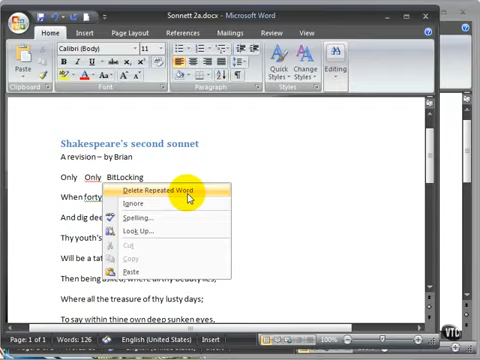 Sonnett 2a.docx - Microsoft Word
Home Insert Page Layout References Mailings Review View
Calibri (Body) 11
Paste
Quick Styles
Change Styles
Editing
Clipboard Font Paragraph Styles
Shakespeare's second sonnet
A revision – by Brian
Only Only BitLocking
When forty
And dig dee
Thy youth's
Will be a tat
Then being asked, where all thy beauty lies,
Where all the treasure of thy lusty days;
To say within thine own deep sunken eyes,
Delete Repeated Word
Ignore
Spelling...
Look Up...
Cut
Copy
Paste
Page: 1 of 1 Words: 126 English (United States) Insert 100%
VTC